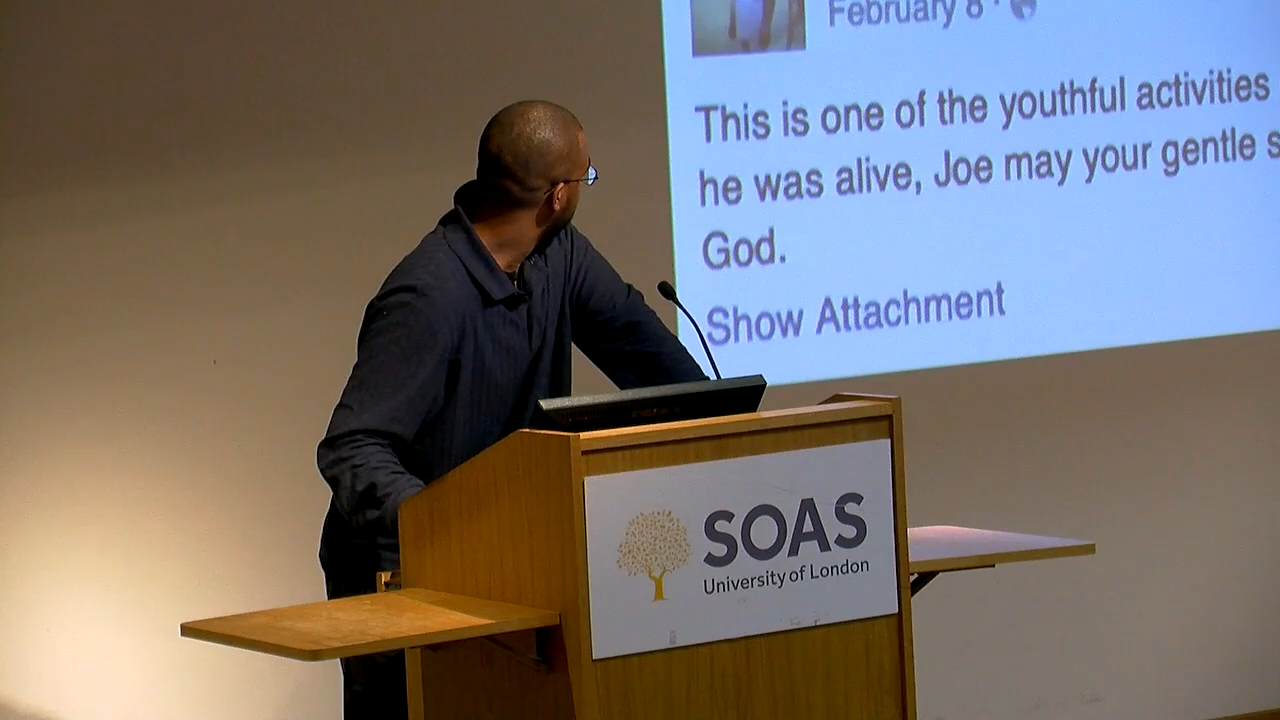 February 8 ·
This is one of the youthful activities
he was alive, Joe may your gentle s
God.
Show Attachment
SOAS
University of London